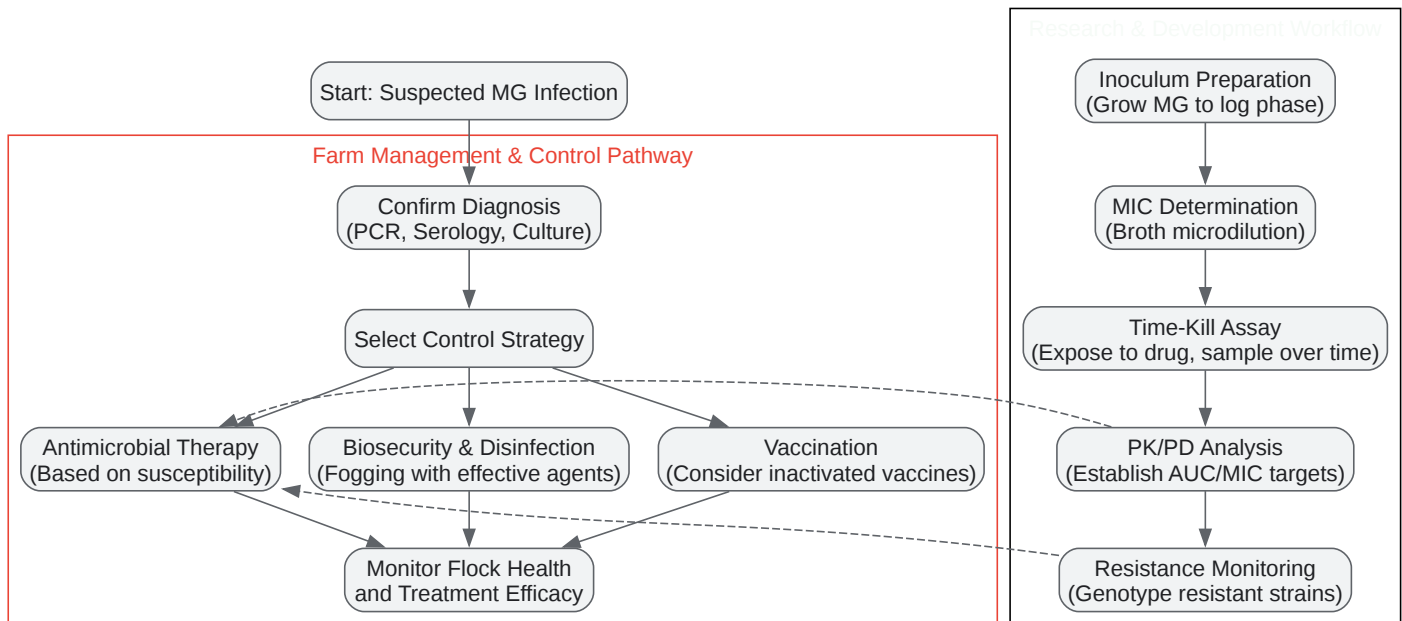 Research & Development Workflow
Start: Suspected MG Infection
Farm Management & Control Pathway
Confirm Diagnosis
(PCR, Serology, Culture)
Select Control Strategy
Antimicrobial Therapy
(Based on susceptibility)
Biosecurity & Disinfection
(Fogging with effective agents)
Vaccination
(Consider inactivated vaccines)
Monitor Flock Health
and Treatment Efficacy
Inoculum Preparation
(Grow MG to log phase)
MIC Determination
(Broth microdilution)
Time-Kill Assay
(Expose to drug, sample over time)
PK/PD Analysis
(Establish AUC/MIC targets)
Resistance Monitoring
(Genotype resistant strains)